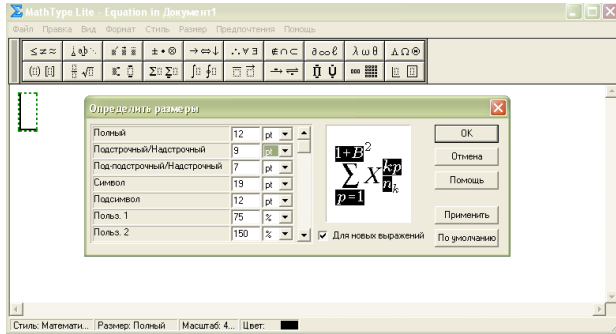 MathType Lite - Equation in Документ1
Файл Правка Вид Формат Стиль Размер Предпочтения Помощь
Определить размеры
Полный 12 pt
Подстрочный/Надстрочный 9 pt
Под-подстрочный/Надстрочный 7 pt
Символ 19 pt
Подсимвол 12 pt
Польз. 1 75 %
Польз. 2 150 %
1+B²
∑ X kp
p=1 nₖ
Для новых выражений
OK
Отмена
Помощь
Применить
По умолчанию
Стиль: Математи... Размер: Полный Масштаб: 4... Цвет: